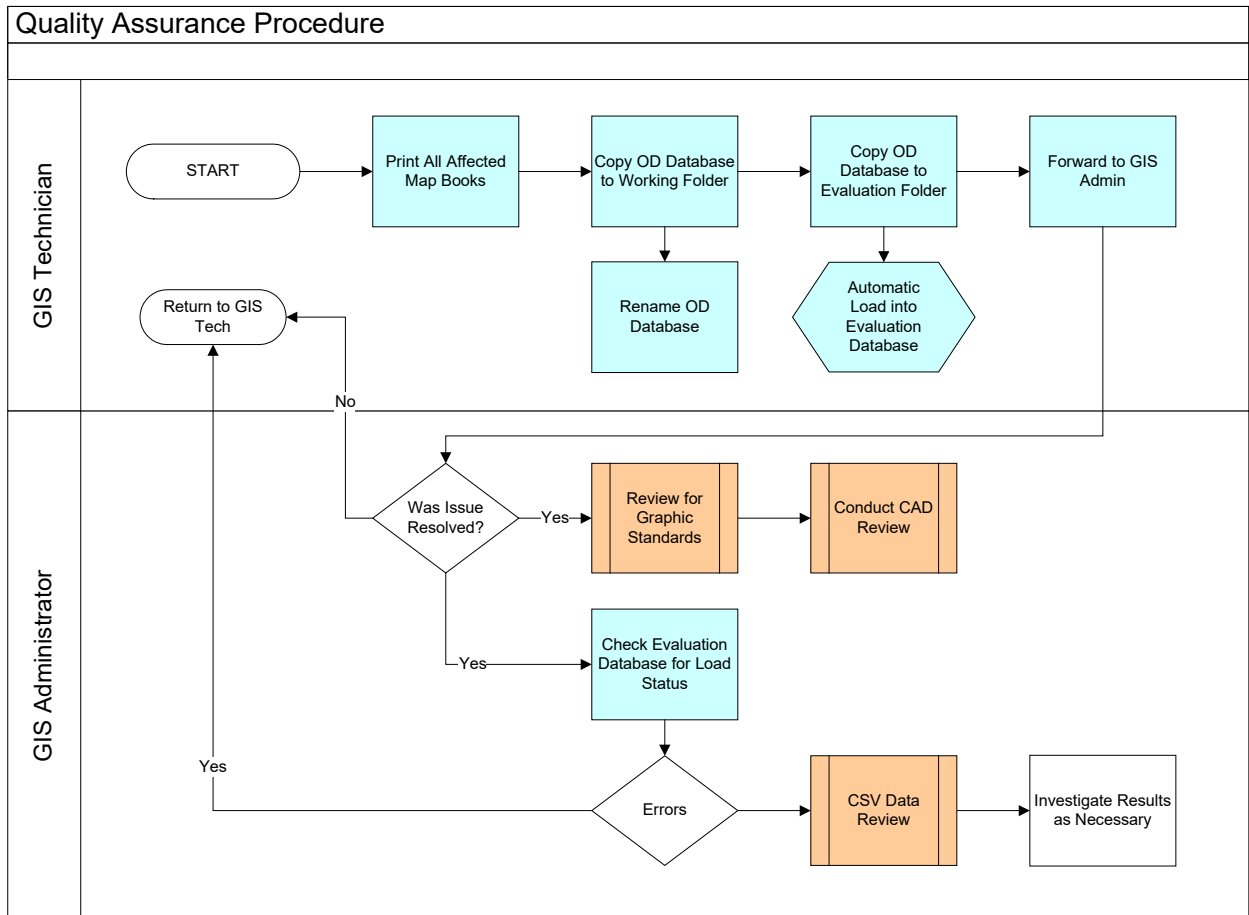 Quality Assurance Procedure
GIS Technician
START
Print All Affected
Map Books
Copy OD Database
to Working Folder
Copy OD
Database to
Evaluation Folder
Forward to GIS
Admin
Return to GIS
Tech
Rename OD
Database
Automatic
Load into
Evaluation
Database
No
GIS Administrator
Was Issue
Resolved?
Yes
Review for
Graphic
Standards
Conduct CAD
Review
Yes
Check Evaluation
Database for Load
Status
Yes
Errors
CSV Data
Review
Investigate Results
as Necessary